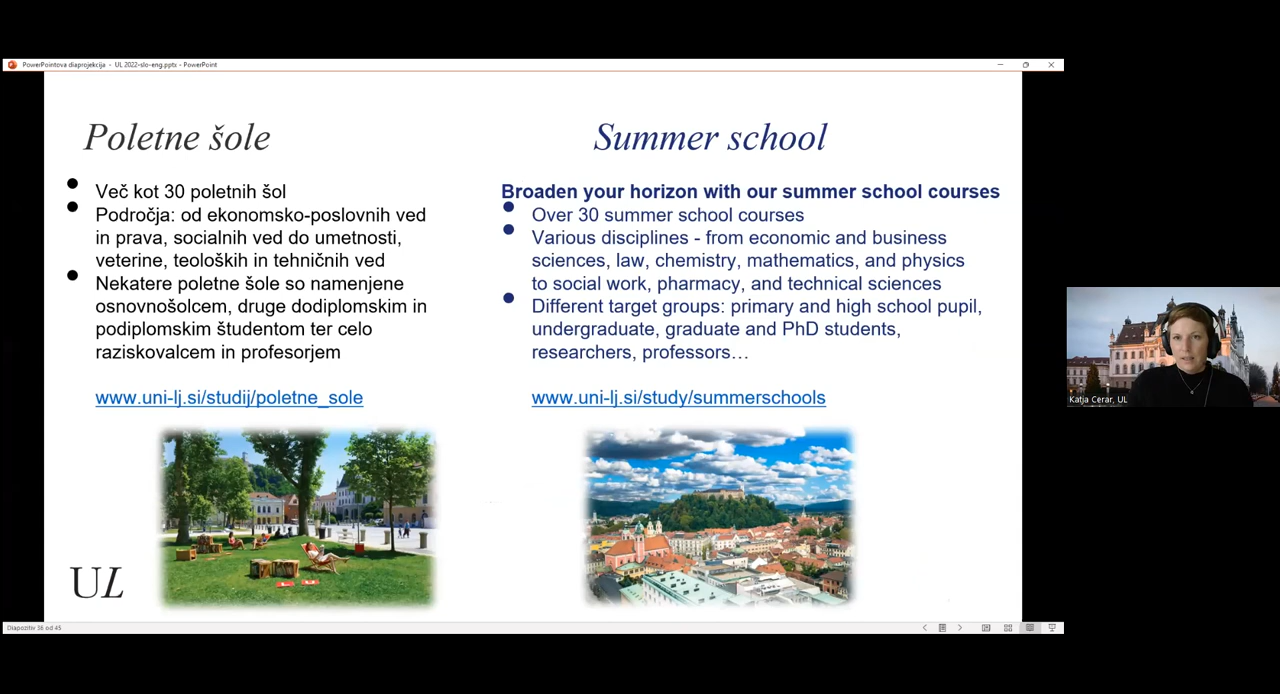 PowerPointova diaprojekcija - UL 2022-slo-eng.pptx - PowerPoint
Poletne šole
Več kot 30 poletnih šol
Področja: od ekonomsko-poslovnih ved
in prava, socialnih ved do umetnosti,
veterine, teoloških in tehničnih ved
Nekatere poletne šole so namenjene
osnovnošolcem, druge dodiplomskim in
podiplomskim študentom ter celo
raziskovalcem in profesorjem
www.uni-lj.si/studij/poletne_sole
Summer school
Broaden your horizon with our summer school courses
Over 30 summer school courses
Various disciplines - from economic and business
sciences, law, chemistry, mathematics, and physics
to social work, pharmacy, and technical sciences
Different target groups: primary and high school pupil,
undergraduate, graduate and PhD students,
researchers, professors…
www.uni-lj.si/study/summerschools
UL
Katja Cerar, UL
Diapozitiv 36 od 45